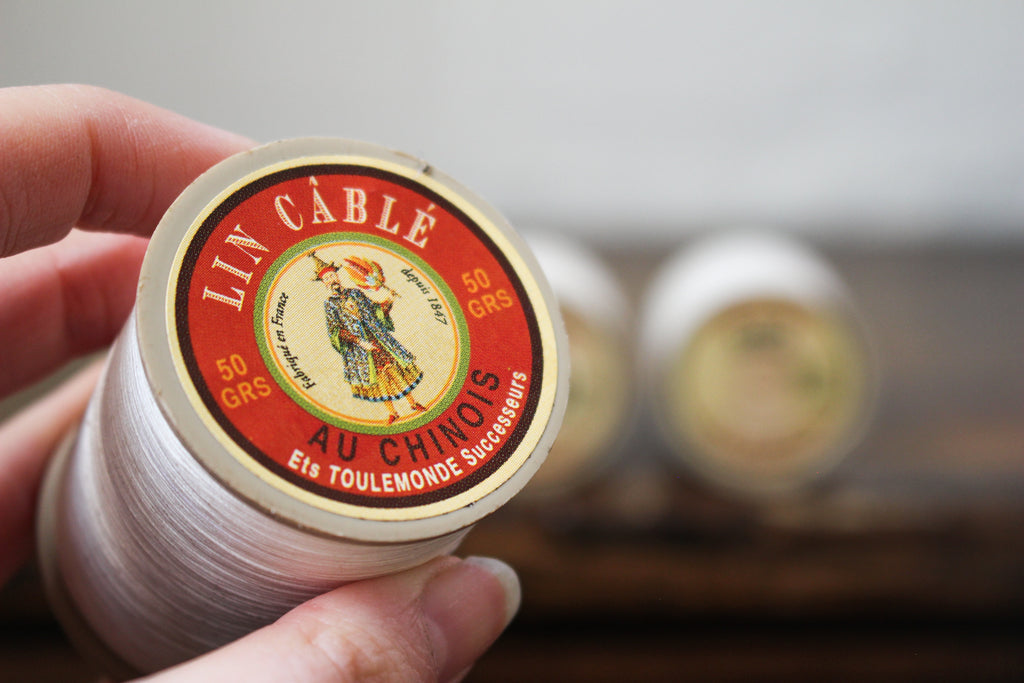 LIN CÂBLÉ
50
GRS
50
GRS
Fabriqué en France
depuis 1847
AU CHINOIS
Ets TOULEMONDE Successeurs